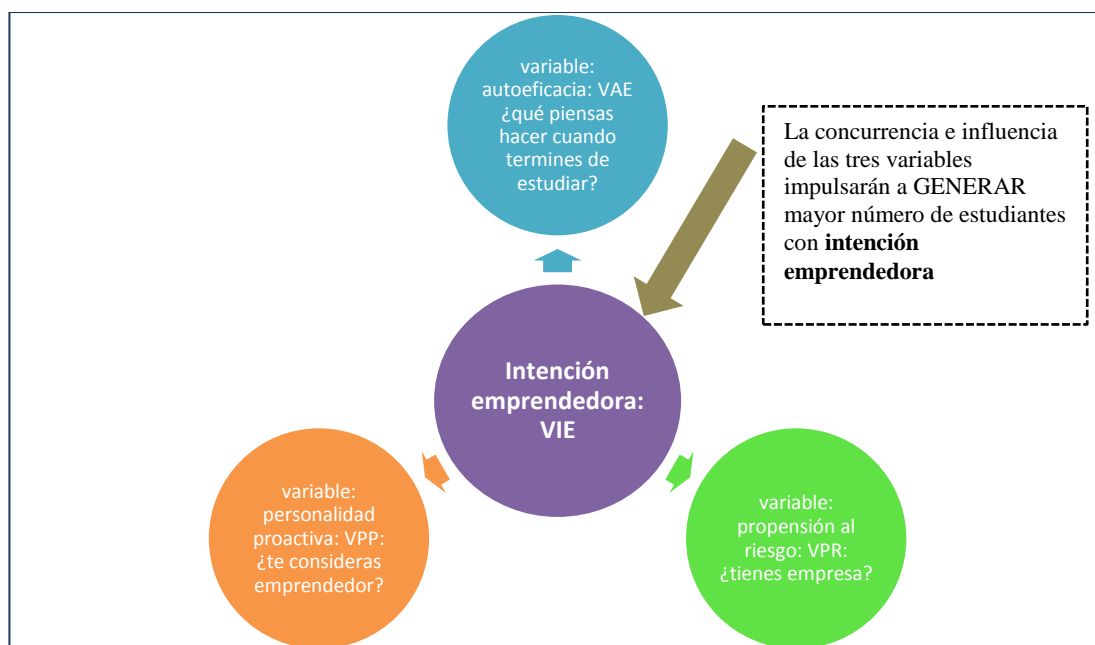 variable:
autoeficacia: VAE
¿qué piensas
hacer cuando
termines de
estudiar?
La concurrencia e influencia
de las tres variables
impulsarán a GENERAR
mayor número de estudiantes
con intención
emprendedora
Intención
emprendedora:
VIE
variable:
personalidad
proactiva: VPP:
¿te consideras
emprendedor?
variable:
propensión al
riesgo: VPR:
¿tienes empresa?